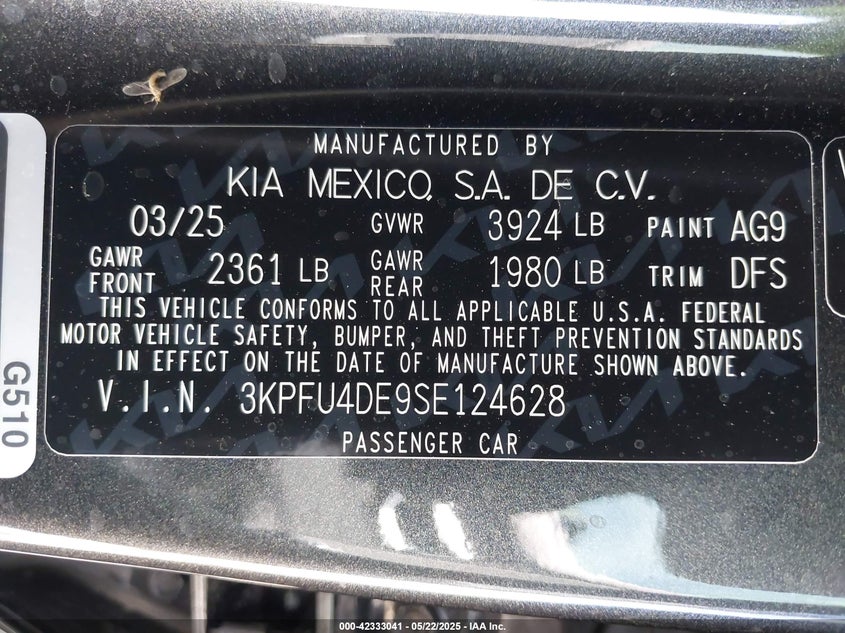 MANUFACTURED BY
KIA MEXICO, S.A. DE C.V.
03/25 GVWR 3924 LB PAINT AG9
GAWR FRONT 2361 LB GAWR REAR 1980 LB TRIM DFS
THIS VEHICLE CONFORMS TO ALL APPLICABLE U.S.A. FEDERAL
MOTOR VEHICLE SAFETY, BUMPER, AND THEFT PREVENTION STANDARDS
IN EFFECT ON THE DATE OF MANUFACTURE SHOWN ABOVE.
V.I.N. 3KPFU4DE9SE124628
PASSENGER CAR
G510
000-42333041 - 05/22/2025 - IAA Inc.